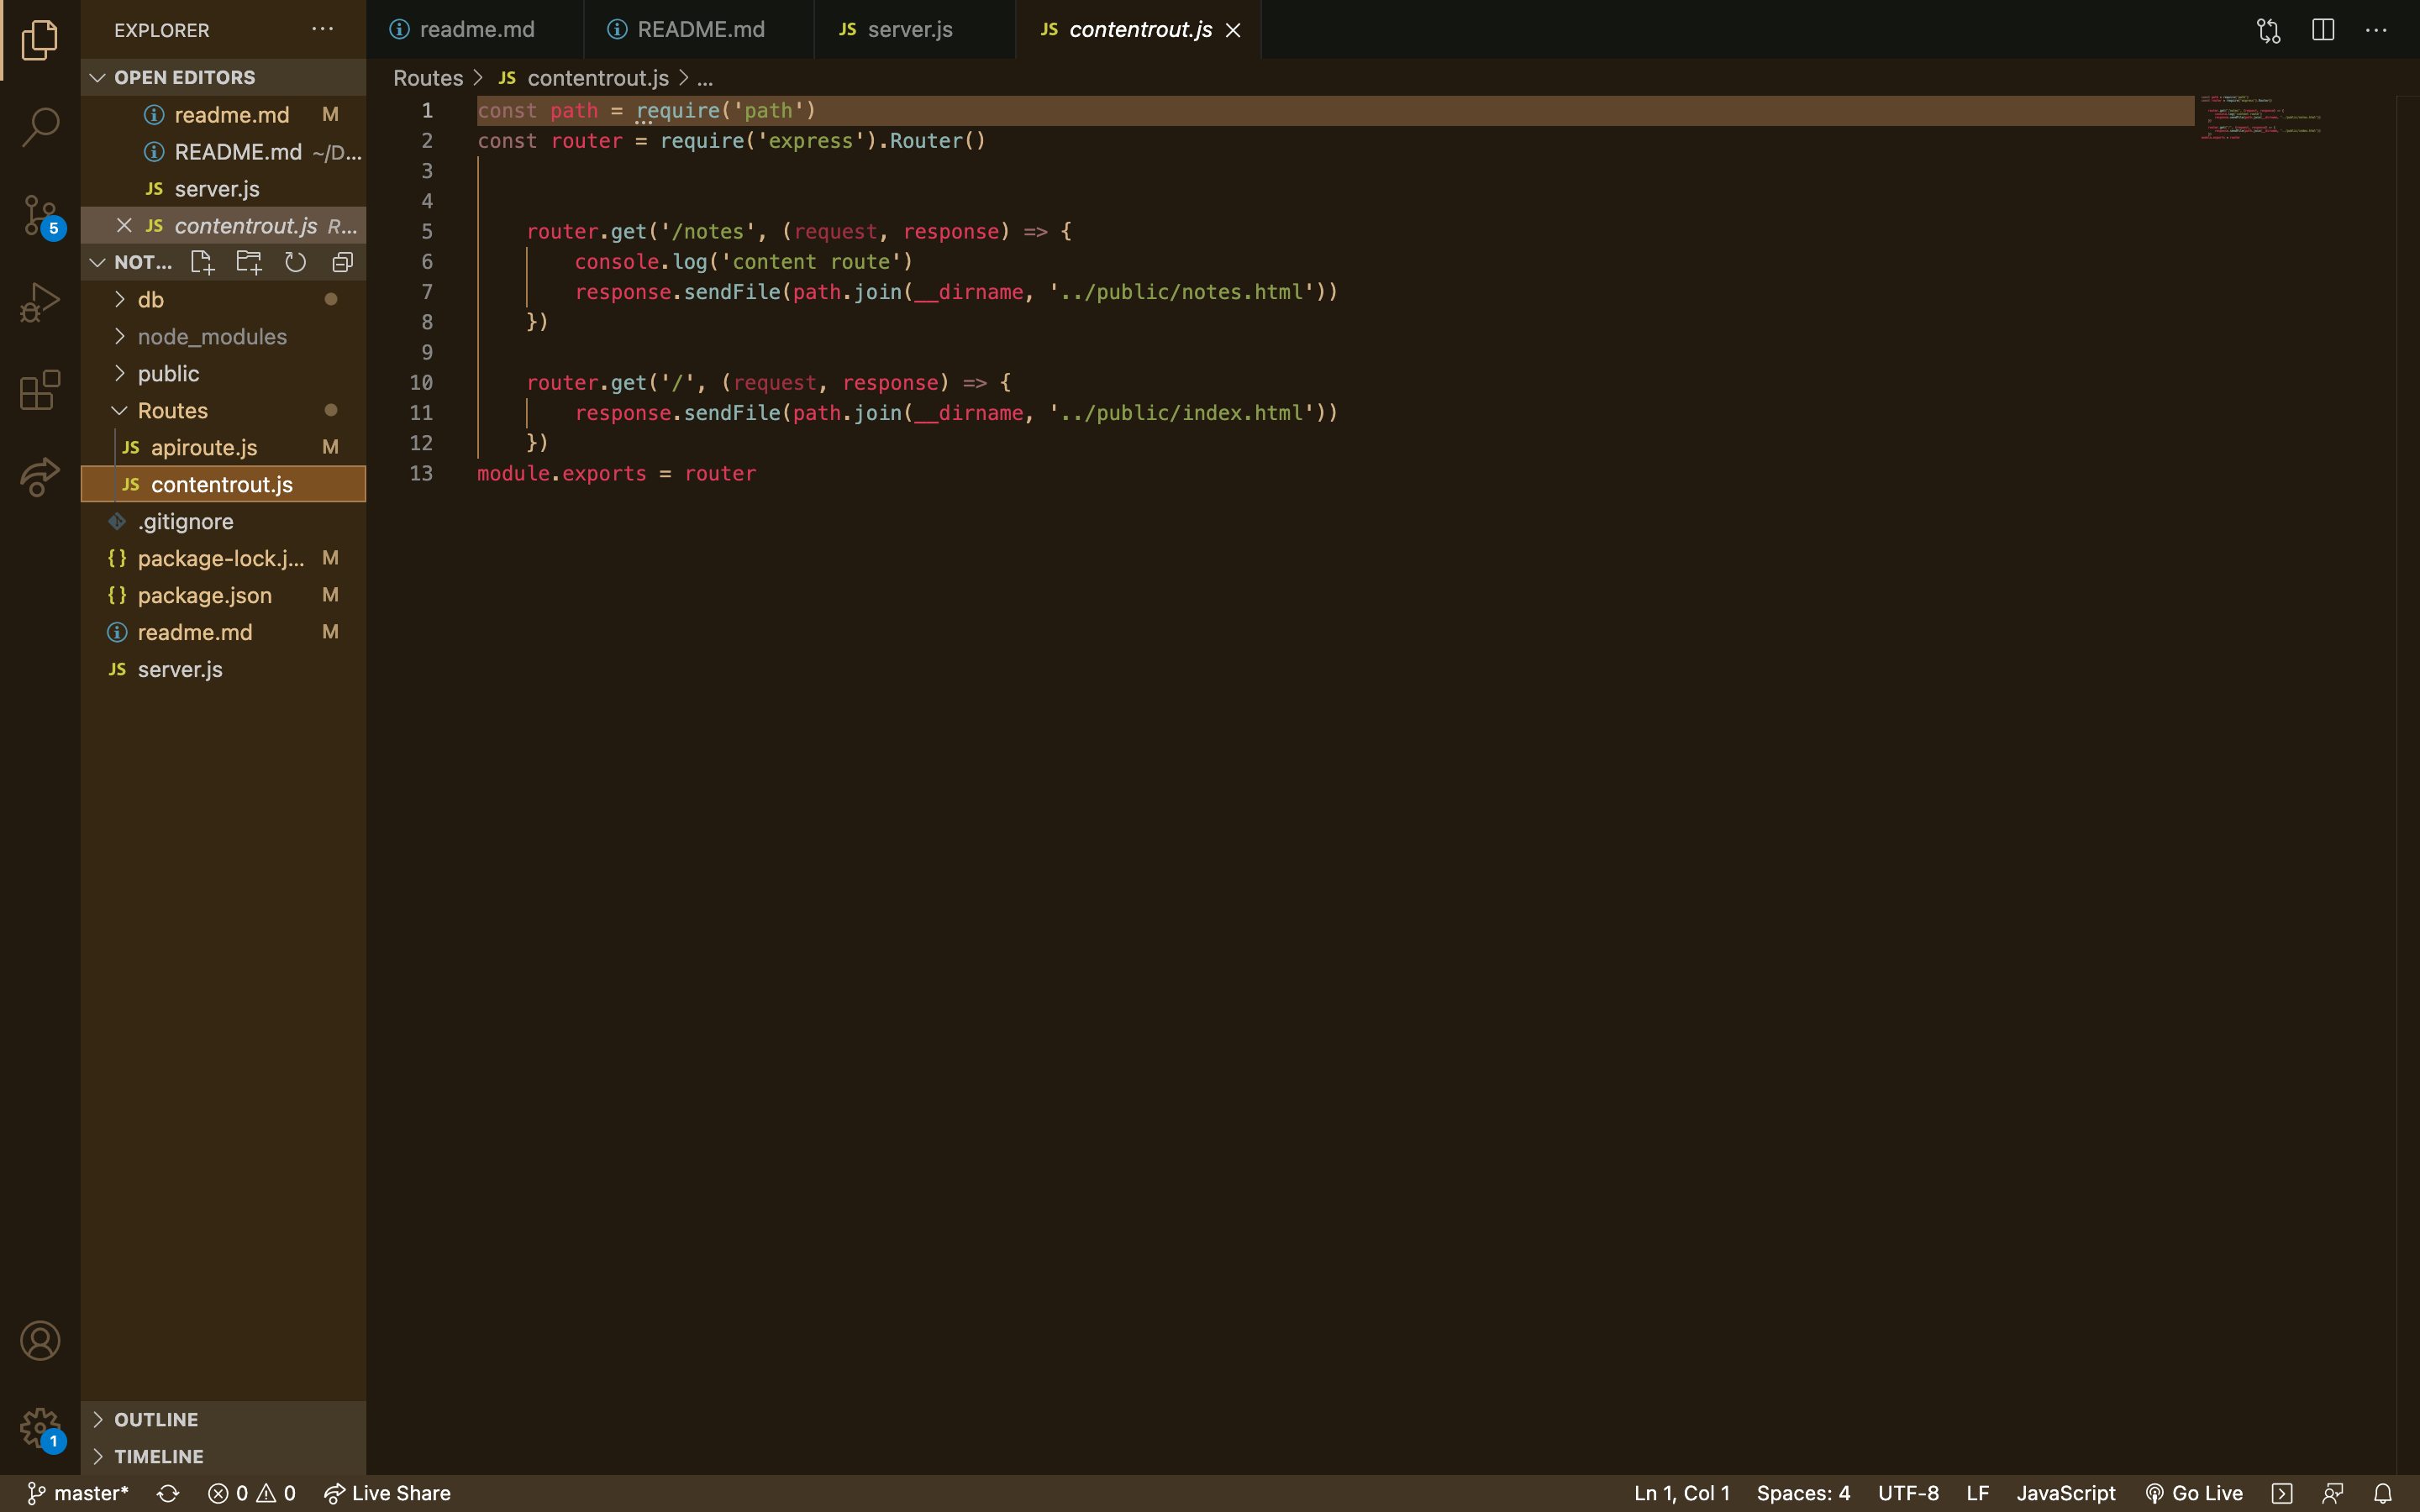 EXPLORER
OPEN EDITORS
readme.md M
README.md ~/D...
JS server.js
JS contentrout.js R...
NOT...
db
node_modules
public
Routes
JS apiroute.js M
JS contentrout.js
.gitignore
{} package-lock.j... M
{} package.json M
readme.md M
JS server.js
OUTLINE
TIMELINE
5
1
readme.md
README.md
JS server.js
JS contentrout.js
Routes > JS contentrout.js > ...
1 const path = require('path')
2 const router = require('express').Router()
3
4
5 router.get('/notes', (request, response) => {
6 console.log('content route')
7 response.sendFile(path.join(__dirname, '../public/notes.html'))
8 })
9
10 router.get('/', (request, response) => {
11 response.sendFile(path.join(__dirname, '../public/index.html'))
12 })
13 module.exports = router
master* 0 0 Live Share
Ln 1, Col 1 Spaces: 4 UTF-8 LF JavaScript Go Live